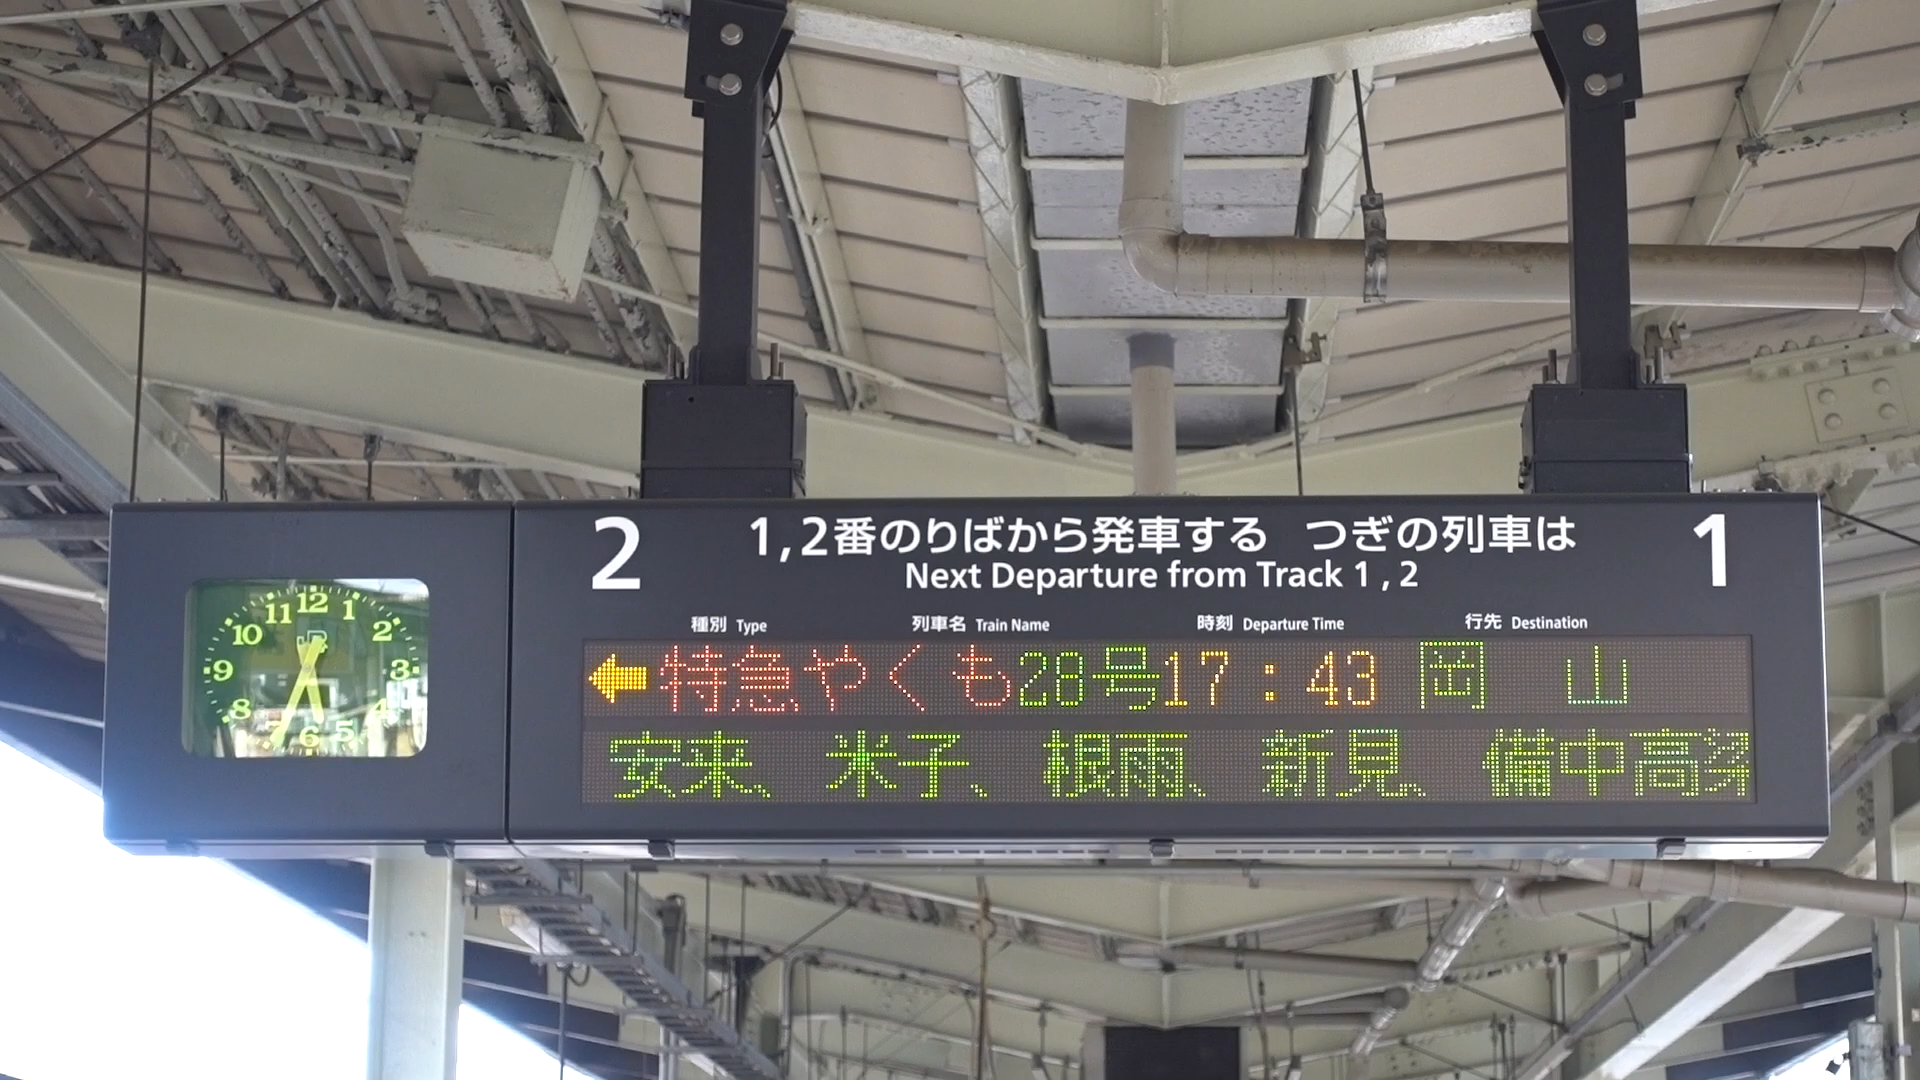 12 1 2 3 4 5 6 7 8 9 10 11
JR
2 1,2番のりばから発車する つぎの列車は 1
Next Departure from Track 1 , 2
種別 Type 列車名 Train Name 時刻 Departure Time 行先 Destination
←特急やくも28号17:43 岡 山
安来、 米子、 根雨、 新見、 備中高梁